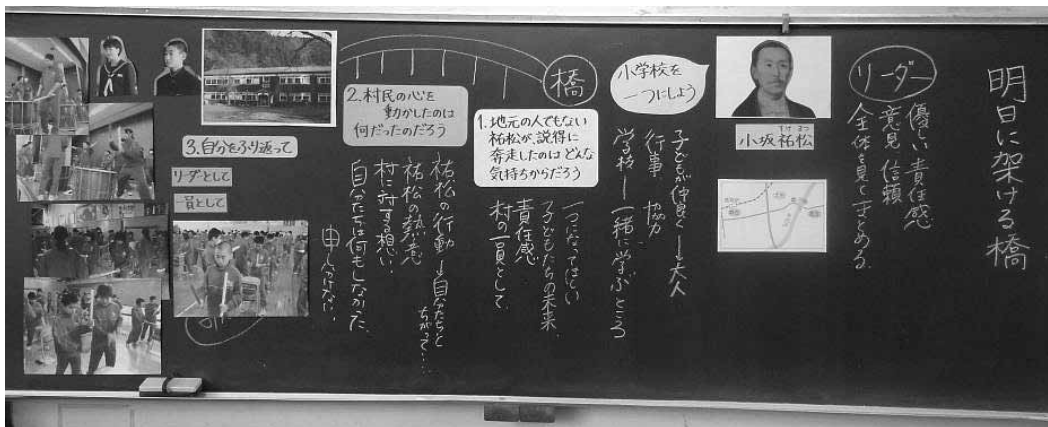 明日に架ける橋
リーダー
優しい 責任感
意見 信頼
全体を見てまとめる。
すけまつ
小坂祐松
小学校を
一つにしよう
子どもが仲良く→大人
行事 協力
学校 一緒に学ぶところ
橋
1.地元の人でもない
祐松が、説得に
奔走したのは どんな
気持ちからだろう
一つになってほしい
子どもたちの未来
責任感
村の一員として
2.村民の心を
動かしたのは
何だったのだろう
祐松の行動→自分たちと
ちがって…
祐松の熱意
村に対する想い…
自分たちは何もしなかった。
申しわけない。
3.自分をふり返って
リーダーとして
一員として